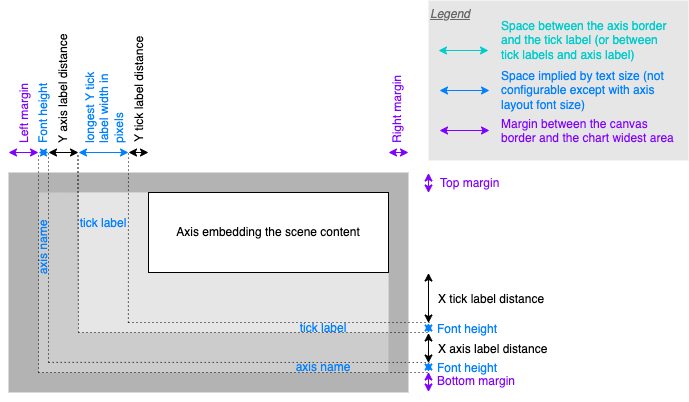 Legend
Space between the axis border
and the tick label (or between
tick labels and axis label)
Space implied by text size (not
configurable except with axis
layout font size)
Margin between the canvas
border and the chart widest area
Left margin
Font height
Y axis label distance
longest Y tick
label width in
pixels
Y tick label distance
Right margin
Top margin
axis name
tick label
Axis embedding the scene content
X tick label distance
tick label
Font height
X axis label distance
axis name
Font height
Bottom margin